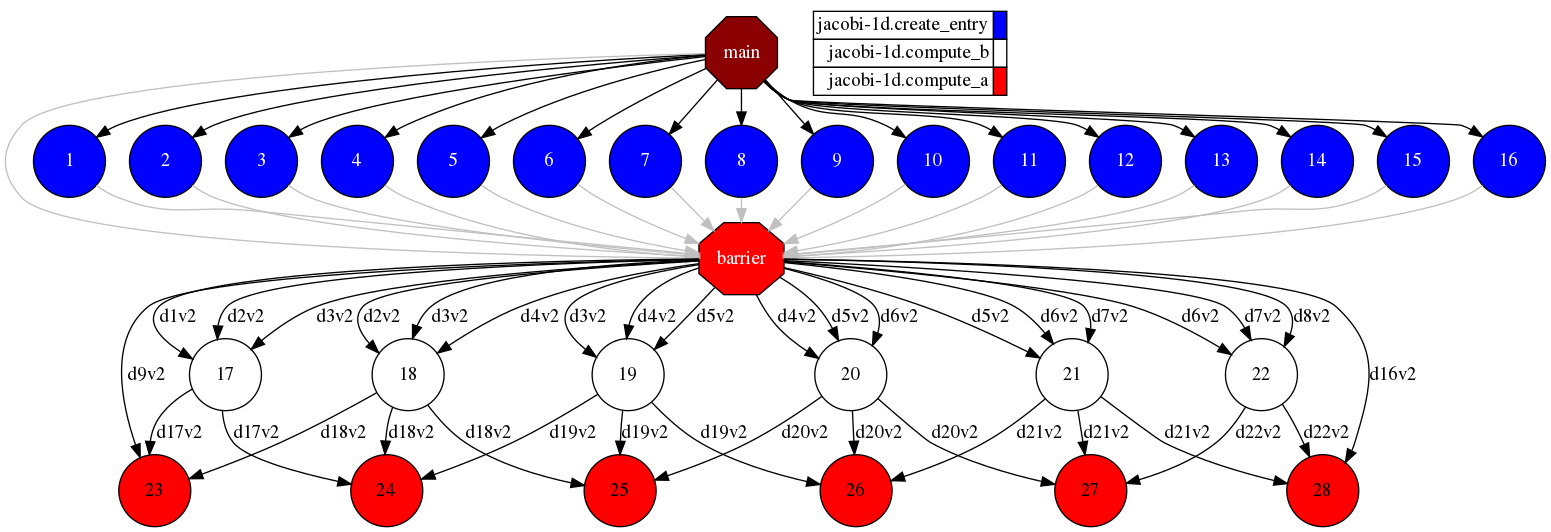 main
jacobi-1d.create_entry
jacobi-1d.compute_b
jacobi-1d.compute_a
1 2 3 4 5 6 7 8 9 10 11 12 13 14 15 16
barrier
d1v2 d2v2 d3v2 d2v2 d3v2 d4v2 d3v2 d4v2 d5v2 d4v2 d5v2 d6v2 d5v2 d6v2 d7v2 d6v2 d7v2 d8v2
d9v2 17 18 19 20 21 22 d16v2
d17v2 d17v2 d18v2 d18v2 d18v2 d19v2 d19v2 d19v2 d20v2 d20v2 d20v2 d21v2 d21v2 d21v2 d22v2 d22v2
23 24 25 26 27 28